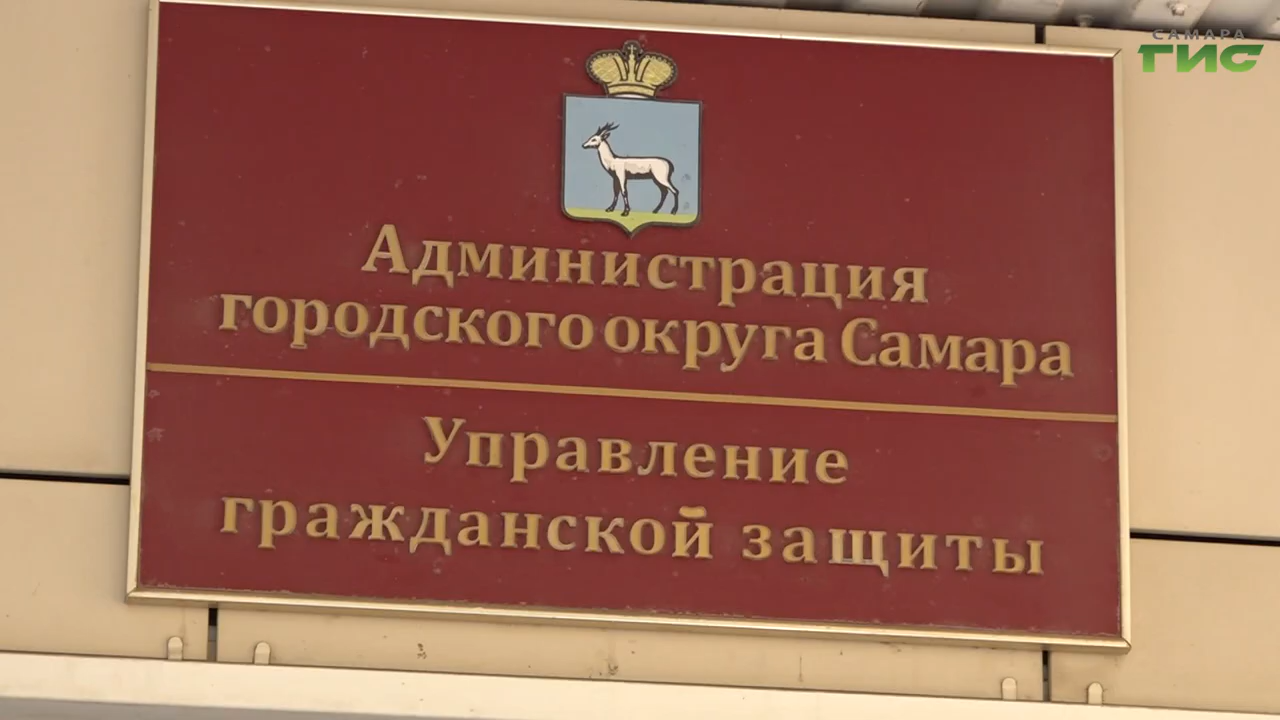 САМАРА
ГИС
Администрация
городского округа Самара
Управление
гражданской защиты